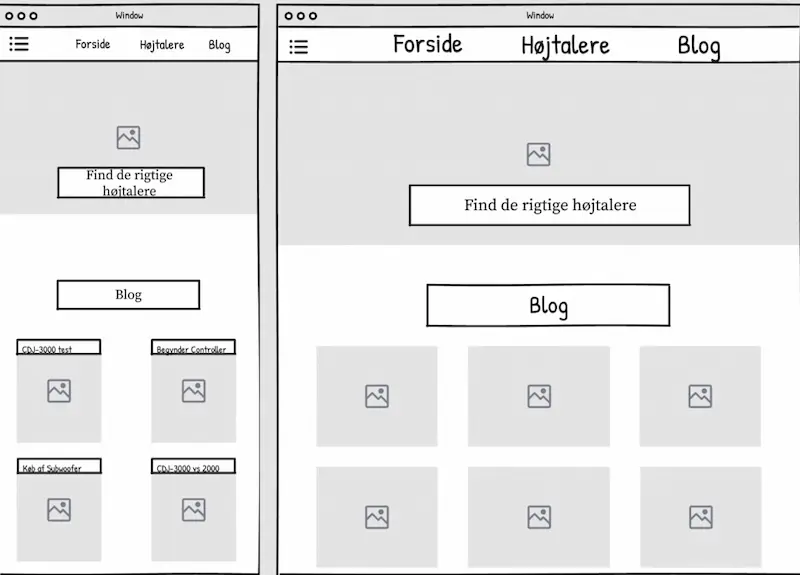 Window
Forside Højtalere Blog
Find de rigtige
højtalere
Blog
CDJ-3000 test
Begynder Controller
Køb af Subwoofer
CDJ-3000 vs 2000
Window
Forside Højtalere Blog
Find de rigtige højtalere
Blog